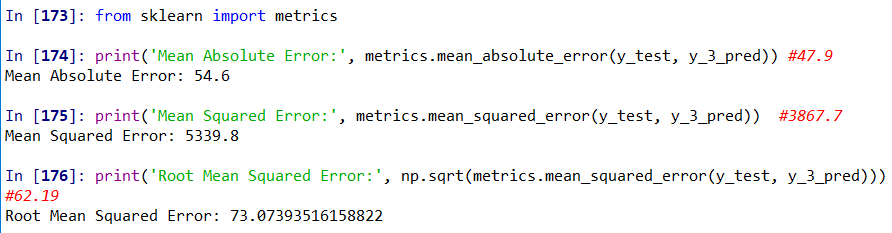 In [173]: from sklearn import metrics
In [174]: print('Mean Absolute Error:', metrics.mean_absolute_error(y_test, y_3_pred)) #47.9
Mean Absolute Error: 54.6
In [175]: print('Mean Squared Error:', metrics.mean_squared_error(y_test, y_3_pred))  #3867.7
Mean Squared Error: 5339.8
In [176]: print('Root Mean Squared Error:', np.sqrt(metrics.mean_squared_error(y_test, y_3_pred)))
#62.19
Root Mean Squared Error: 73.07393516158822